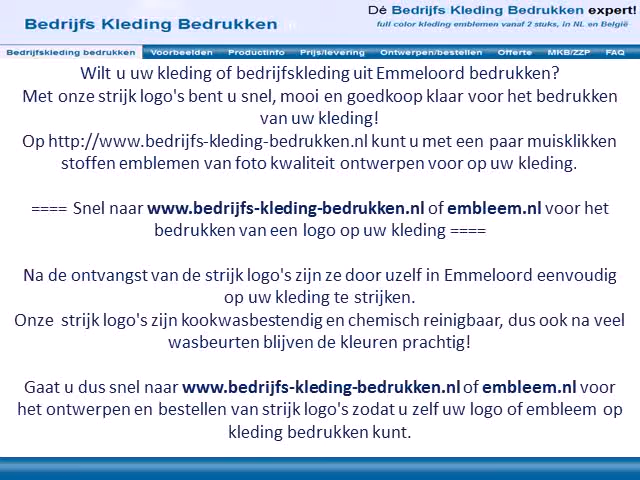 Bedrijfs Kleding Bedrukken
Dé Bedrijfs Kleding Bedrukken expert!
full color kleding emblemen vanaf 2 stuks, in NL en België
Bedrijfskleding bedrukken Voorbeelden Productinfo Prijs/levering Ontwerpen/bestellen Offerte MKB/ZZP FAQ
Wilt u uw kleding of bedrijfskleding uit Emmeloord bedrukken?
Met onze strijk logo's bent u snel, mooi en goedkoop klaar voor het bedrukken
van uw kleding!
Op http://www.bedrijfs-kleding-bedrukken.nl kunt u met een paar muisklikken
stoffen emblemen van foto kwaliteit ontwerpen voor op uw kleding.
==== Snel naar www.bedrijfs-kleding-bedrukken.nl of embleem.nl voor het
bedrukken van een logo op uw kleding ====
Na de ontvangst van de strijk logo's zijn ze door uzelf in Emmeloord eenvoudig
op uw kleding te strijken.
Onze strijk logo's zijn kookwasbestendig en chemisch reinigbaar, dus ook na veel
wasbeurten blijven de kleuren prachtig!
Gaat u dus snel naar www.bedrijfs-kleding-bedrukken.nl of embleem.nl voor
het ontwerpen en bestellen van strijk logo's zodat u zelf uw logo of embleem op
kleding bedrukken kunt.